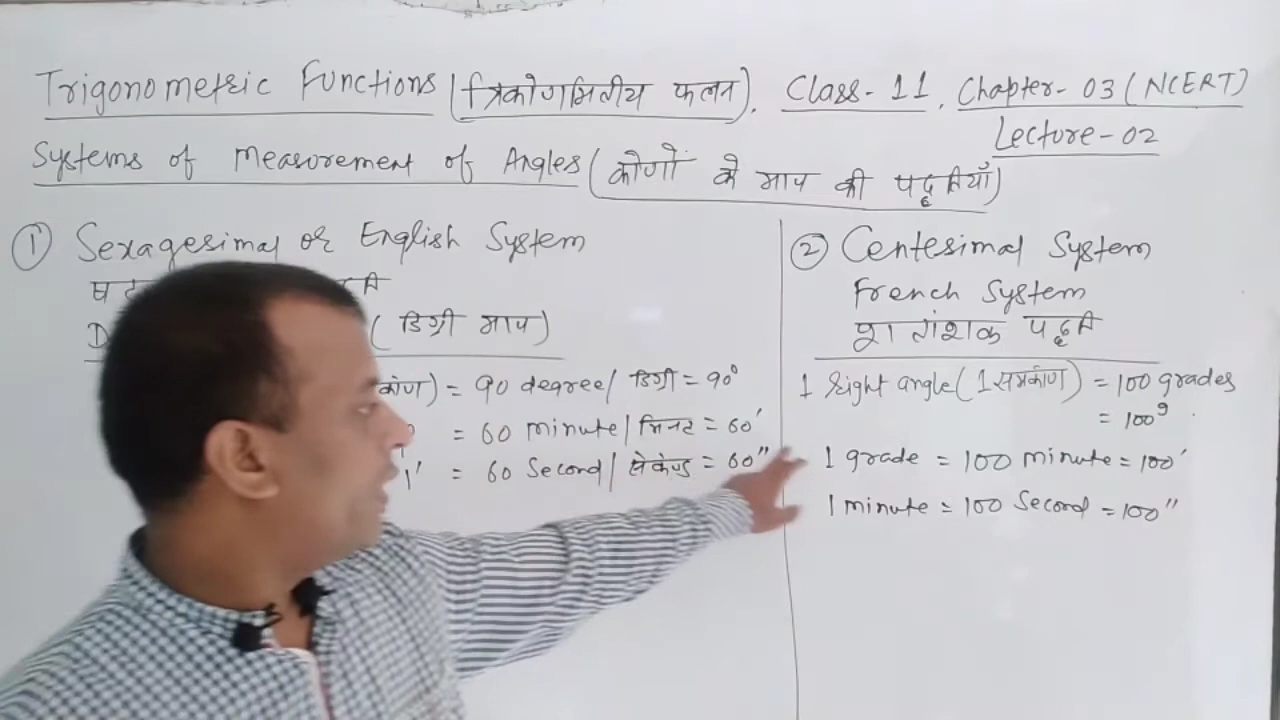 Trigonometric Functions (त्रिकोणमितीय फलन). Class-11, Chapter-03 (NCERT)
Lecture-02
Systems of Measurement of Angles (कोणों के माप की पद्धतियाँ)
① Sexagesimal or English System
(डिग्री माप)
= 90 degree/डिग्री = 90°
= 60 minute/मिनट = 60'
1' = 60 Second/सेकेण्ड = 60"
② Centesimal System
French System
शतांशक पद्धति
1 Right angle (1 समकोण) = 100 grades
= 100ᵍ
1 grade = 100 minute = 100'
1 minute = 100 Second = 100"